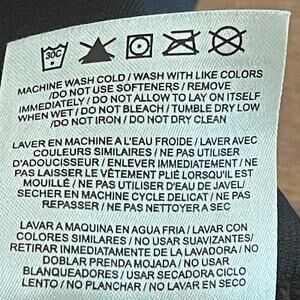 30C
MACHINE WASH COLD / WASH WITH LIKE COLORS
/DO NOT USE SOFTENERS / REMOVE
IMMEDIATELY / DO NOT ALLOW TO LAY ON ITSELF
WHEN WET / DO NOT BLEACH / TUMBLE DRY LOW
/DO NOT IRON / DO NOT DRY CLEAN
LAVER EN MACHINE A L'EAU FROIDE / LAVER AVEC
COULEURS SIMILAIRES / NE PAS UTILISER
D'ADOUCISSEUR / ENLEVER IMMEDIATEMENT / NE
PAS LAISSER LE VÊTEMENT PLIÉ LORSQU'IL EST
MOUILLÉ / NE PAS UTILISER D'EAU DE JAVEL/
SECHER EN MACHINE CYCLE DELICAT / NE PAS
REPASSER / NE PAS NETTOYER A SEC
LAVAR A MAQUINA EN AGUA FRIA / LAVAR CON
COLORES SIMILARES / NO USAR SUAVIZANTES/
RETIRAR IMMEDIATAMENTE DE LA LAVADORA / NO
DOBLAR PRENDA MOJADA / NO USAR
BLANQUEADORES / USAR SECADORA CICLO
LENTO / NO PLANCHAR / NO LAVAR EN SECO